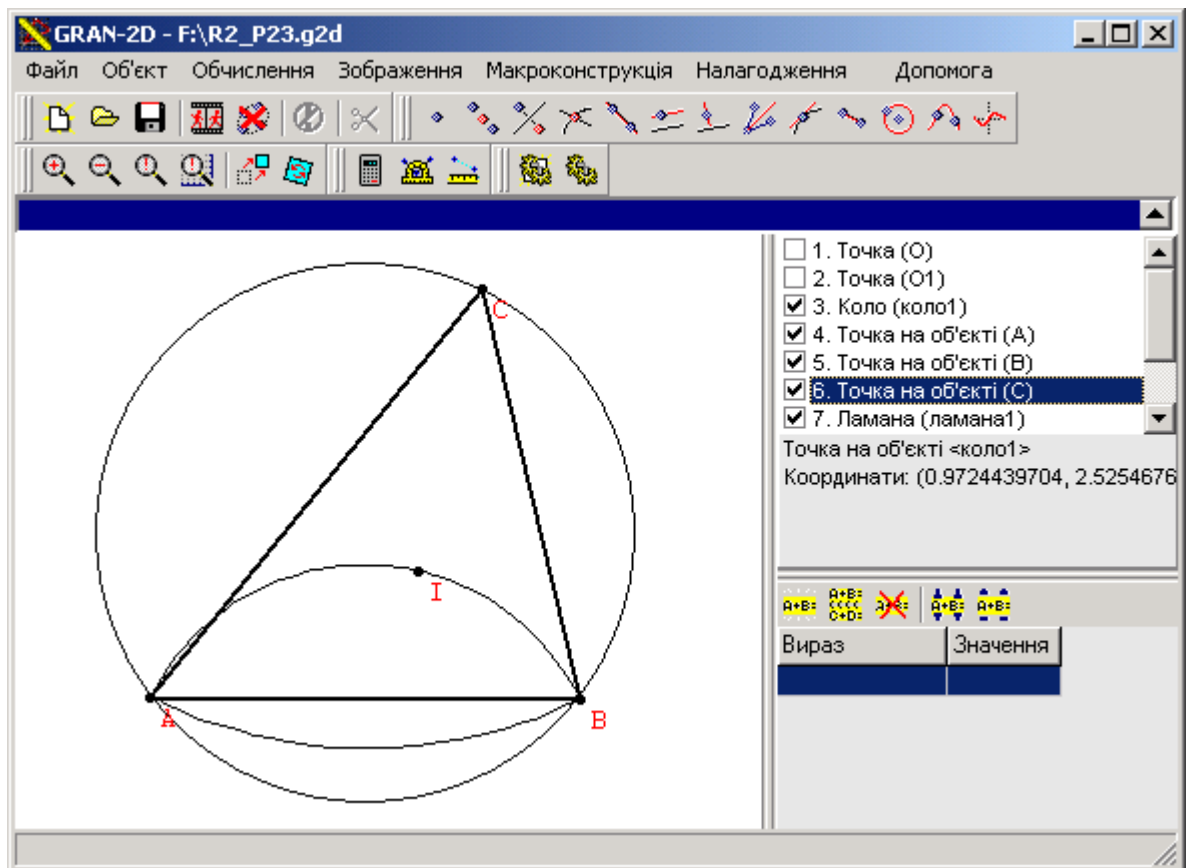 GRAN-2D - F:\R2_P23.g2d
Файл Об'єкт Обчислення Зображення Макроконструкція Налагодження Допомога
1. Точка (O)
2. Точка (O1)
3. Коло (коло1)
4. Точка на об'єкті (A)
5. Точка на об'єкті (B)
6. Точка на об'єкті (C)
7. Ламана (ламана1)
Точка на об'єкті <коло1>
Координати: (0.9724439704, 2.5254676
C
I
A
B
A+B= A+B= C+D= A+B= A+B= A+B=
Вираз Значення